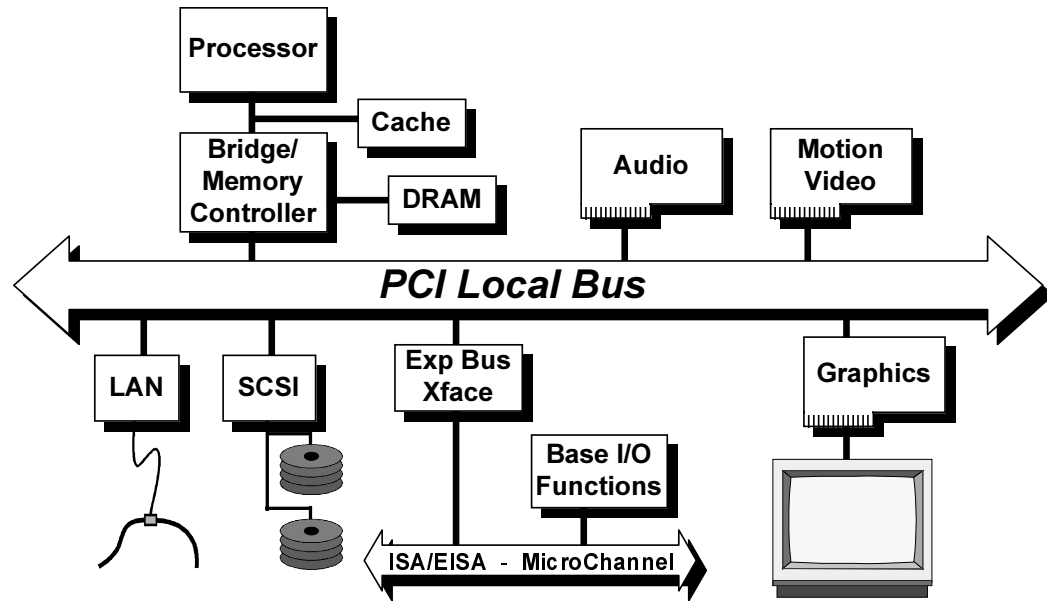 Processor
Cache
Bridge/
Memory
Controller
DRAM
Audio
Motion
Video
PCI Local Bus
LAN
SCSI
Exp Bus
Xface
Graphics
Base I/O
Functions
ISA/EISA - MicroChannel